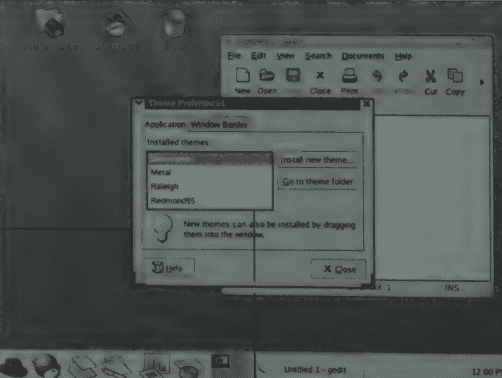 File Edit View Search Documents Help
New Open Close Print Cut Copy
Theme Preferences
Application Window Border
Installed themes
Metal
Raleigh
Redmond95
Install new theme...
Go to theme folder
New themes can also be installed by dragging
them into the window.
Help
Close
INS
Untitled 1 - gedit
12:00 P